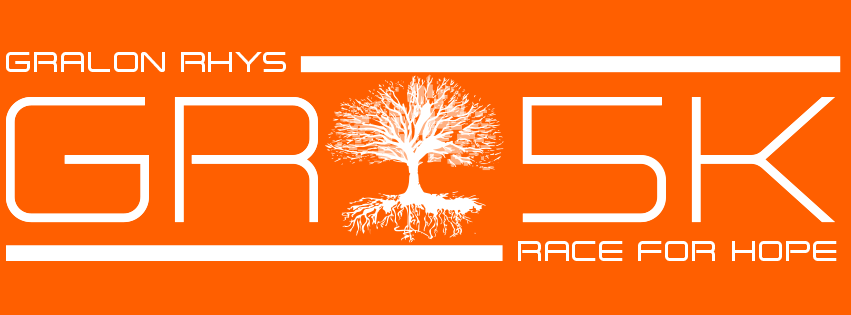 GRALON RHYS
GR 5K
RACE FOR HOPE